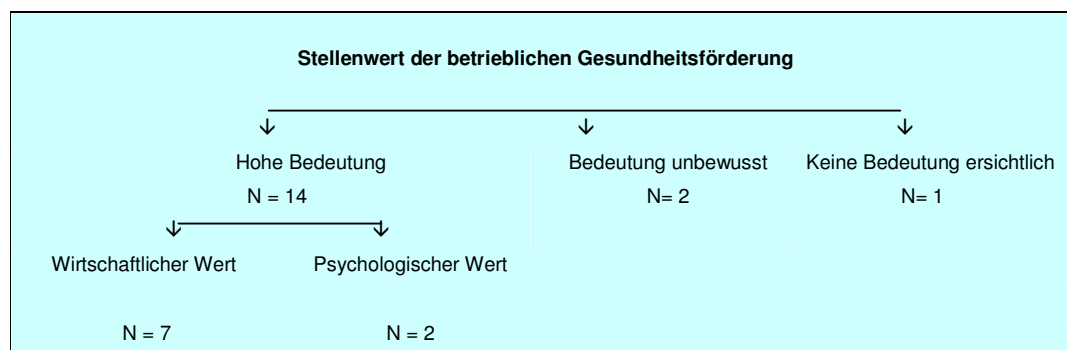 Stellenwert der betrieblichen Gesundheitsförderung
Hohe Bedeutung Bedeutung unbewusst Keine Bedeutung ersichtlich
N = 14 N= 2 N= 1
Wirtschaftlicher Wert Psychologischer Wert
N = 7 N = 2